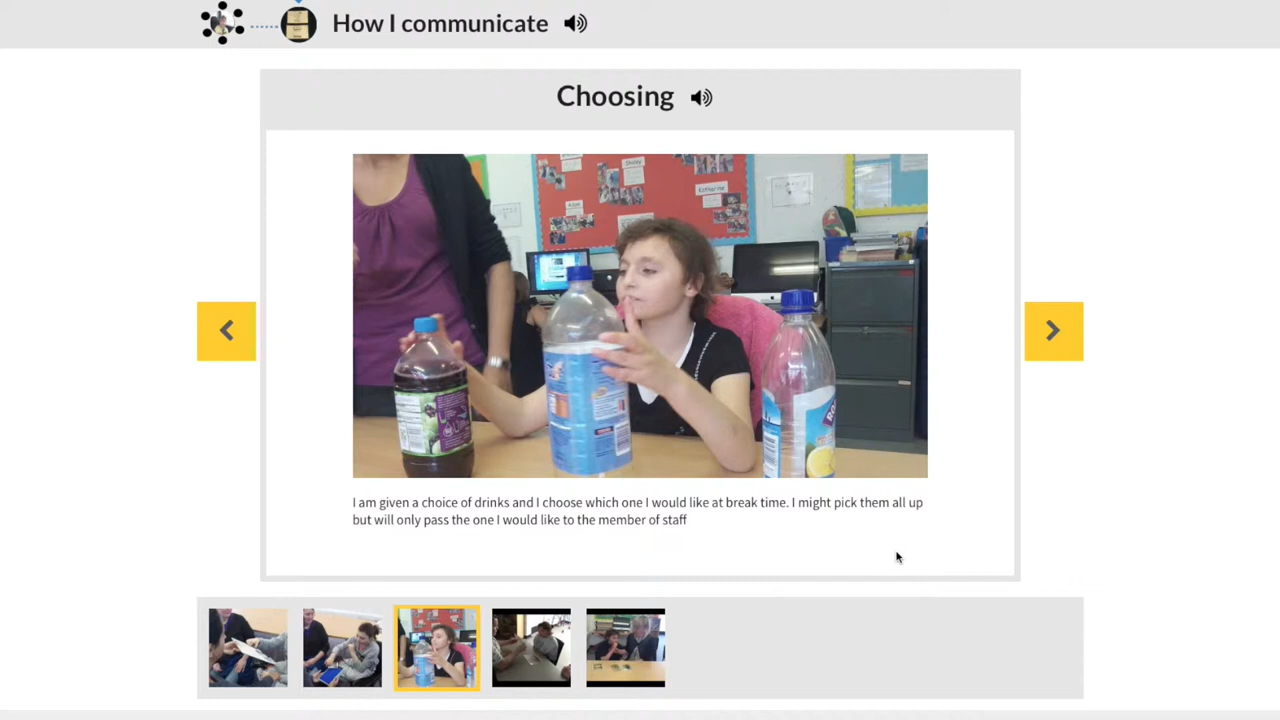 How I communicate
Choosing
I am given a choice of drinks and I choose which one I would like at break time. I might pick them all up
but will only pass the one I would like to the member of staff